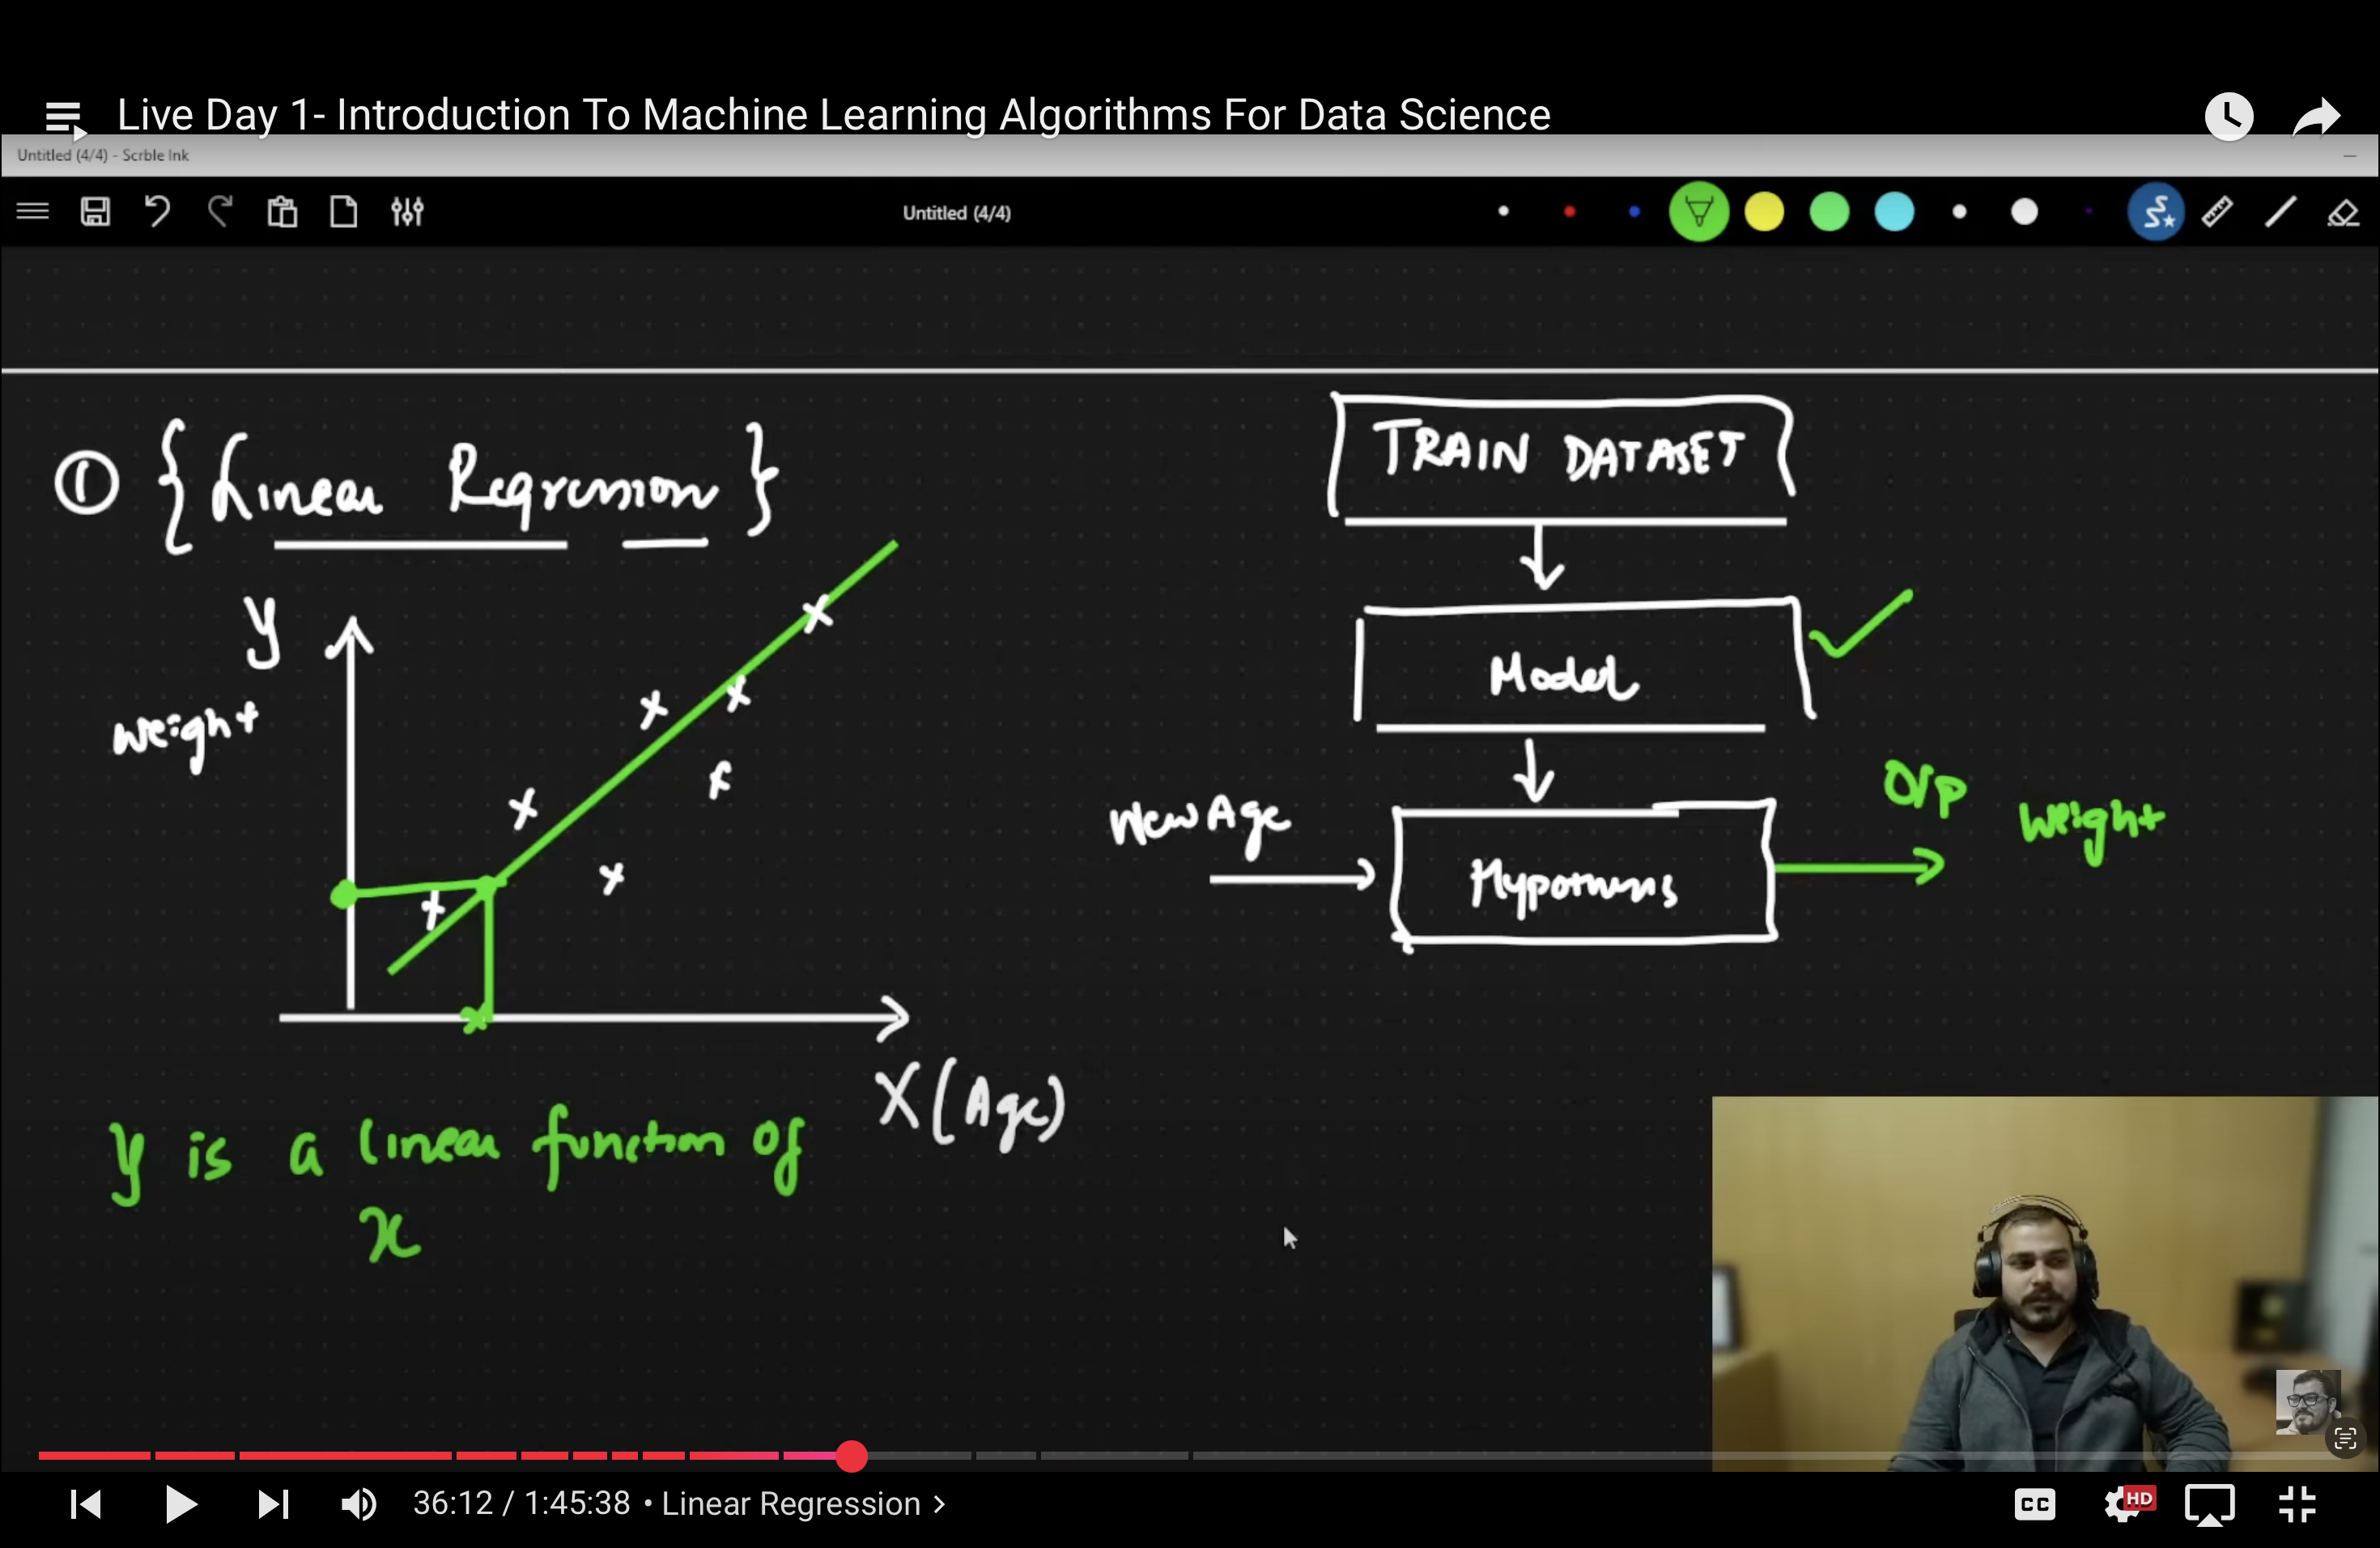 Live Day 1- Introduction To Machine Learning Algorithms For Data Science
Untitled (4/4) - Scrble Ink
Untitled (4/4)
① { Linear Regression }
y
weight
X (Age)
y is a linear function of
x
TRAIN DATASET
Model
New Age
Hypothesis
O/P
weight
36:12 / 1:45:38 • Linear Regression >
CC
HD